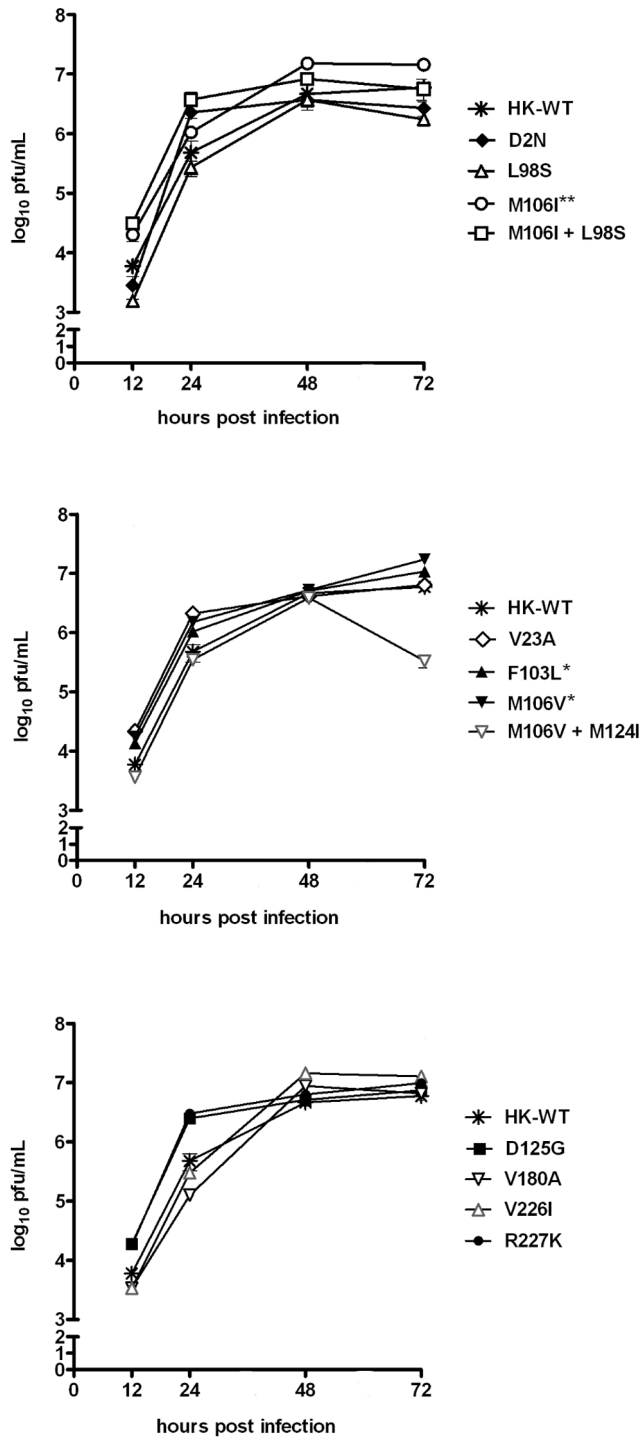 8
7
6
5
4
3
2
1
0
log10 pfu/mL
0 12 24 48 72
hours post infection
HK-WT
D2N
L98S
M106I**
M106I + L98S
8
7
6
5
4
3
2
1
0
log10 pfu/mL
0 12 24 48 72
hours post infection
HK-WT
V23A
F103L*
M106V*
M106V + M124I
8
7
6
5
4
3
2
1
0
log10 pfu/mL
0 12 24 48 72
hours post infection
HK-WT
D125G
V180A
V226I
R227K